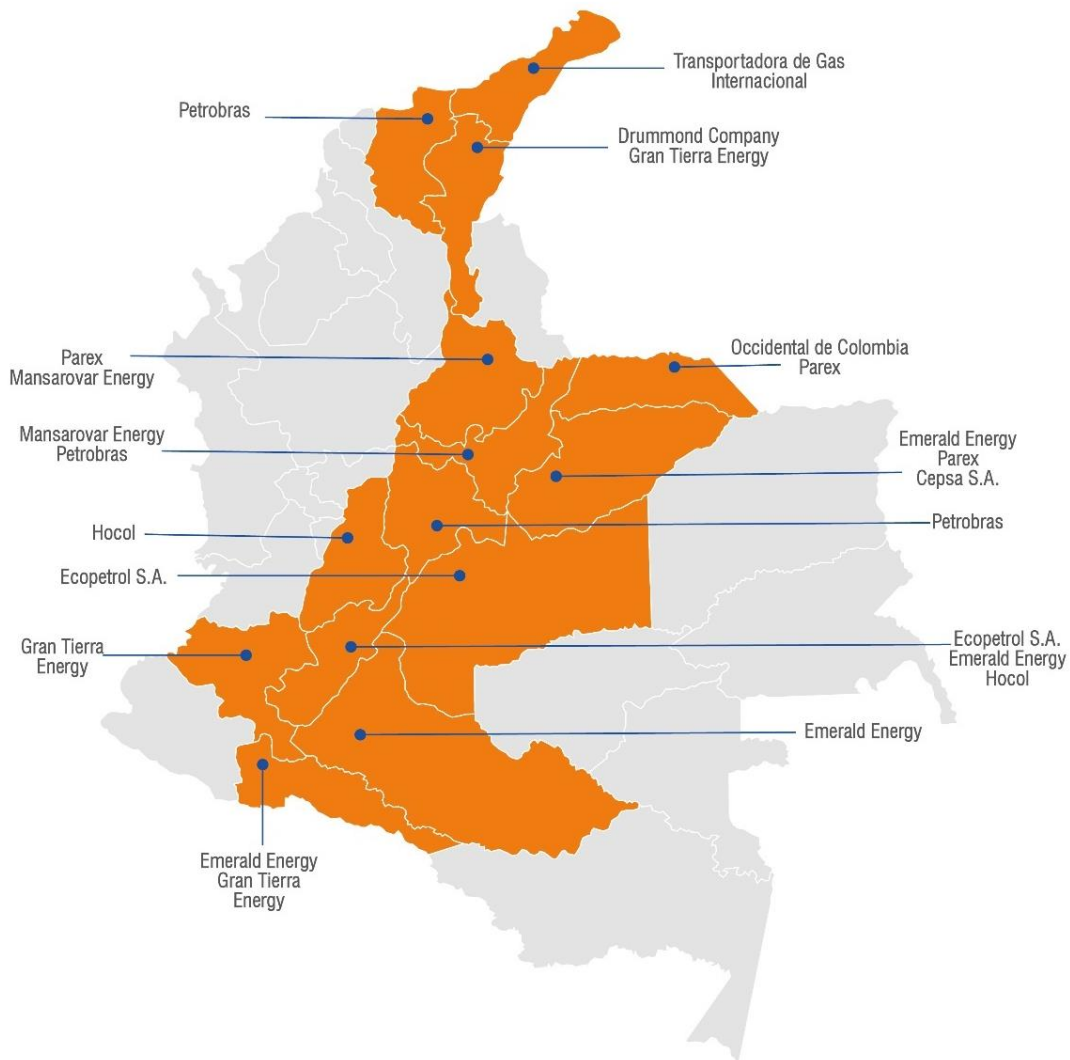 Transportadora de Gas
Internacional
Petrobras
Drummond Company
Gran Tierra Energy
Parex
Mansarovar Energy
Occidental de Colombia
Parex
Mansarovar Energy
Petrobras
Emerald Energy
Parex
Cepsa S.A.
Hocol
Petrobras
Ecopetrol S.A.
Gran Tierra
Energy
Ecopetrol S.A.
Emerald Energy
Hocol
Emerald Energy
Emerald Energy
Gran Tierra
Energy